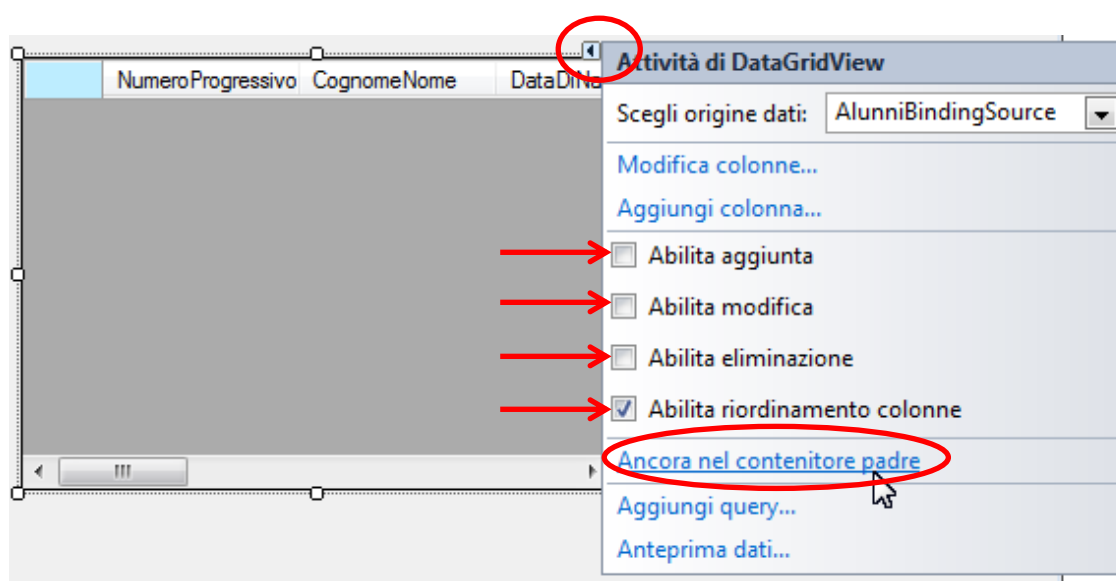 Attività di DataGridView
NumeroProgressivo CognomeNome DataDiNa
Scegli origine dati: AlunniBindingSource
Modifica colonne...
Aggiungi colonna...
Abilita aggiunta
Abilita modifica
Abilita eliminazione
Abilita riordinamento colonne
Ancora nel contenitore padre
Aggiungi query...
Anteprima dati...